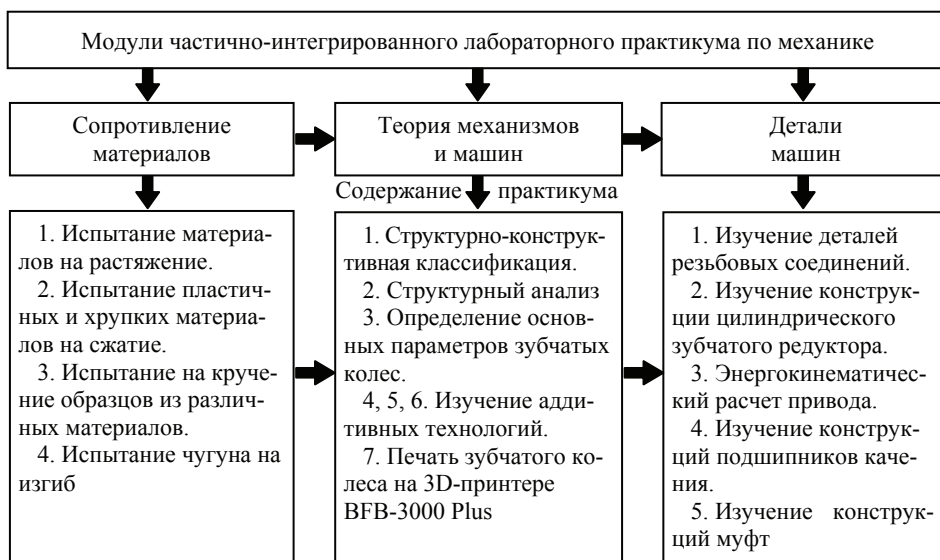 Модули частично-интегрированного лабораторного практикума по механике
Сопротивление
материалов
Теория механизмов
и машин
Детали
машин
Содержание практикума
1. Испытание материа-
лов на растяжение.
2. Испытание пластич-
ных и хрупких материа-
лов на сжатие.
3. Испытание на круче-
ние образцов из различ-
ных материалов.
4. Испытание чугуна на
изгиб
1. Структурно-конструк-
тивная классификация.
2. Структурный анализ
3. Определение основ-
ных параметров зубчатых
колес.
4, 5, 6. Изучение адди-
тивных технологий.
7. Печать зубчатого ко-
леса на 3D-принтере
BFB-3000 Plus
1. Изучение деталей
резьбовых соединений.
2. Изучение конструк-
ции цилиндрического
зубчатого редуктора.
3. Энергокинематичес-
кий расчет привода.
4. Изучение конструк-
ций подшипников каче-
ния.
5. Изучение конструк-
ций муфт